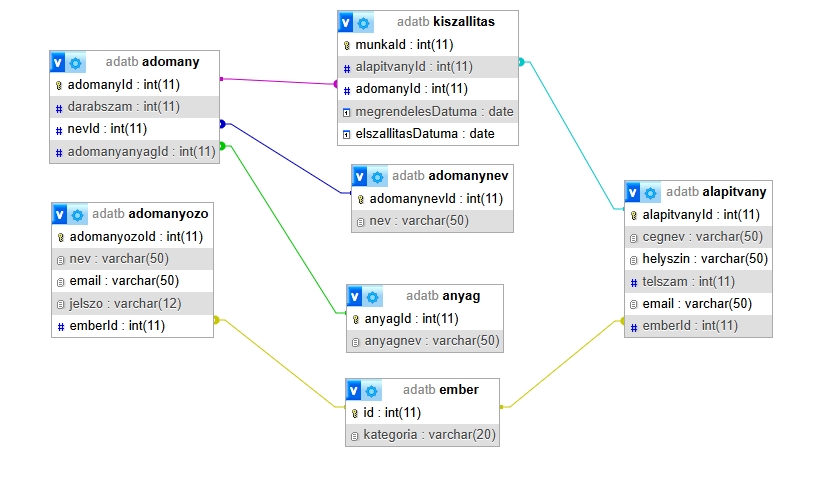 adatb adomany
adomanyId : int(11)
darabszam : int(11)
nevId : int(11)
adomanyanyagId : int(11)
adatb kiszallitas
munkaId : int(11)
alapitvanyId : int(11)
adomanyId : int(11)
megrendelesDatuma : date
elszallitasDatuma : date
adatb adomanynev
adomanynevId : int(11)
nev : varchar(50)
adatb alapitvany
alapitvanyId : int(11)
cegnev : varchar(50)
helyszin : varchar(50)
telszam : int(11)
email : varchar(50)
emberId : int(11)
adatb adomanyozo
adomanyozoId : int(11)
nev : varchar(50)
email : varchar(50)
jelszo : varchar(12)
emberId : int(11)
adatb anyag
anyagId : int(11)
anyagnev : varchar(50)
adatb ember
id : int(11)
kategoria : varchar(20)